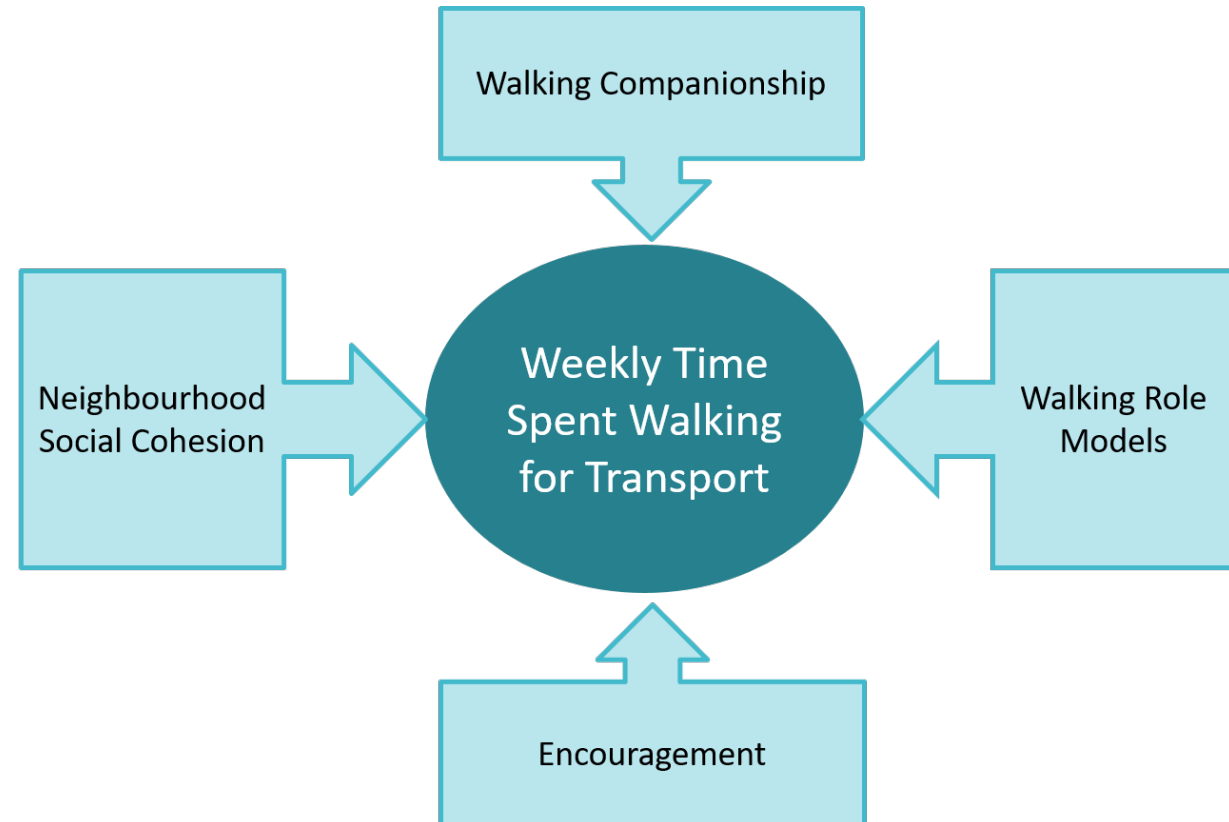 Walking Companionship
Neighbourhood
Social Cohesion
Weekly Time
Spent Walking
for Transport
Walking Role
Models
Encouragement